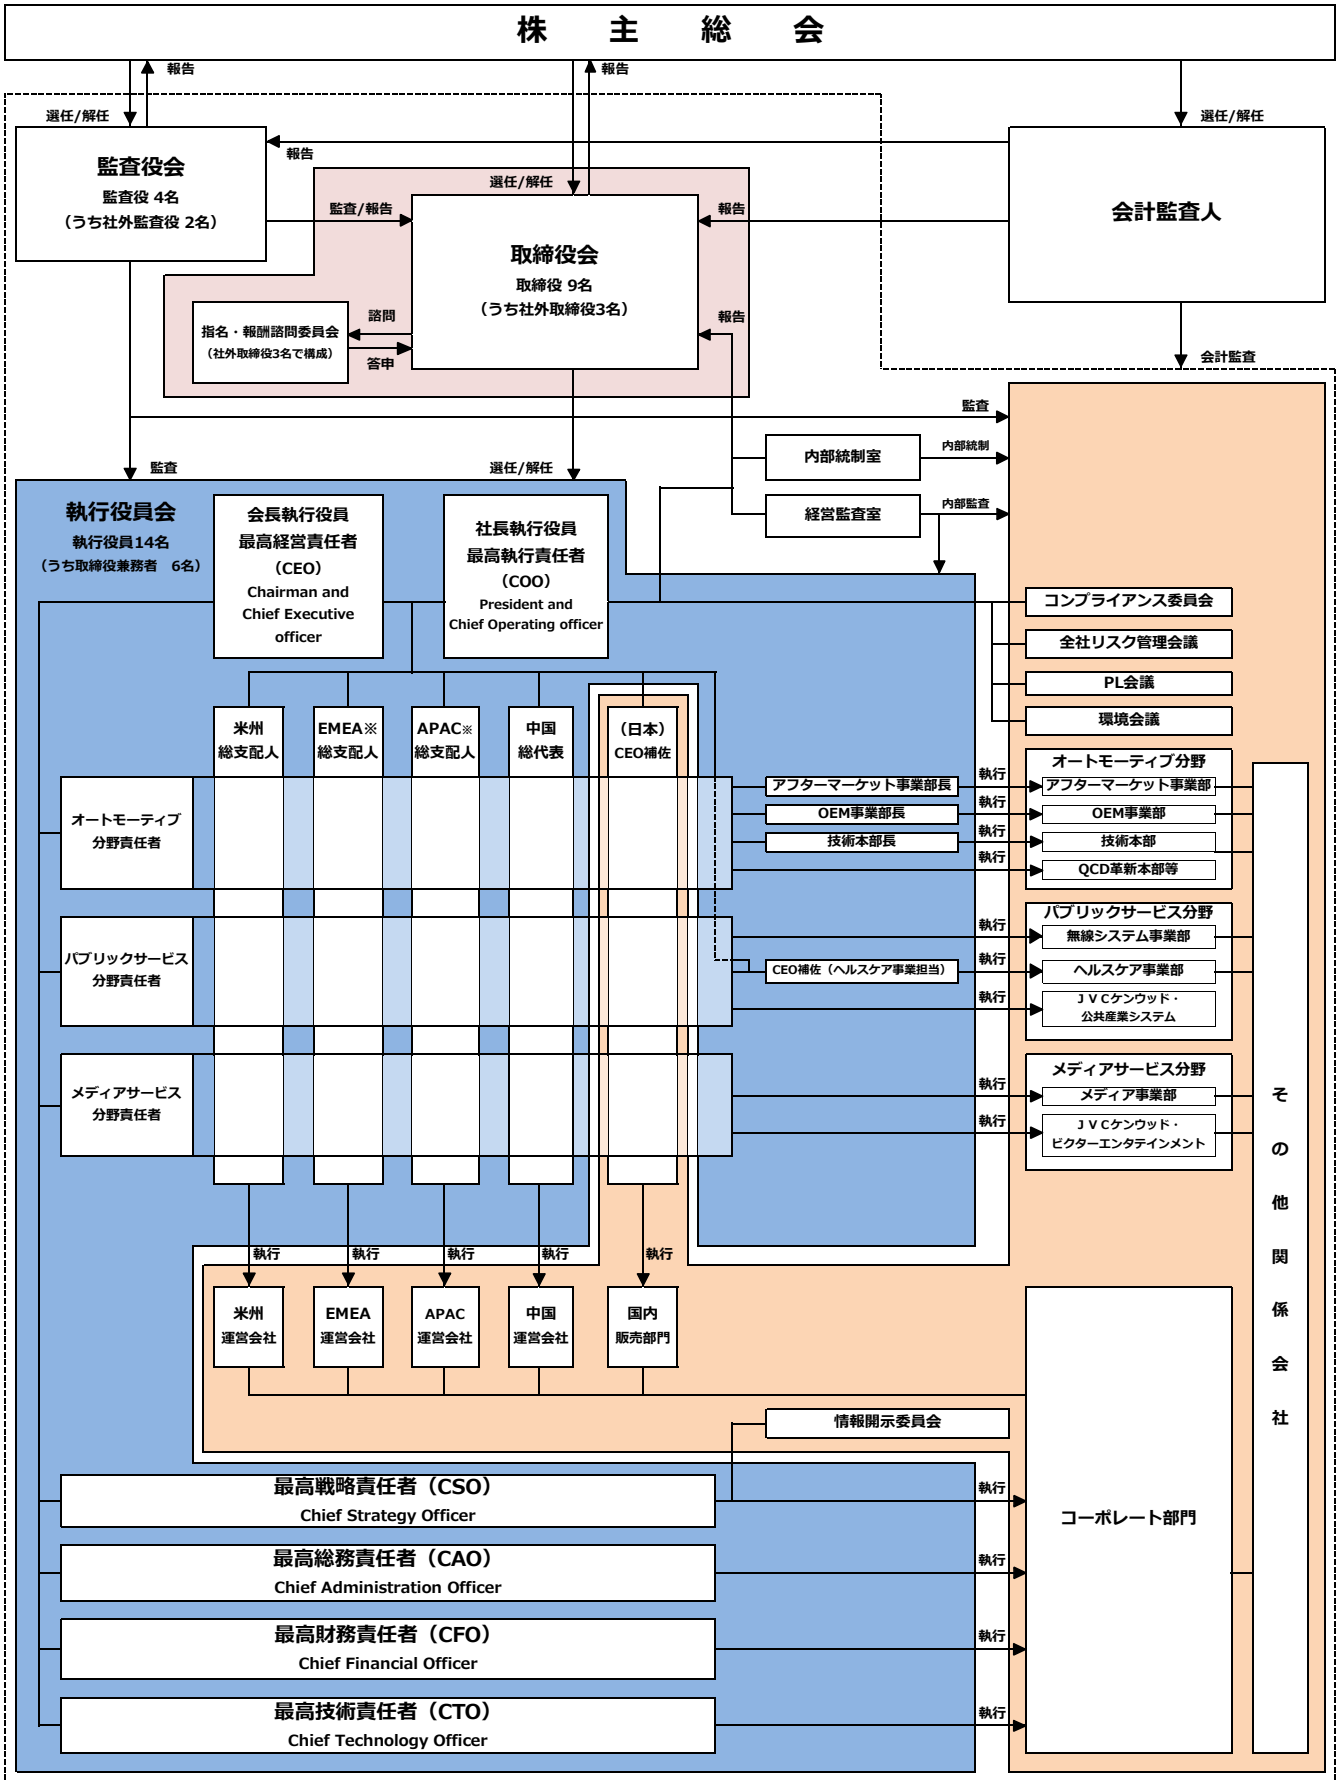 株　主　総　会
報告
報告
選任/解任
選任/解任
監査役会
監査役 4名
（うち社外監査役 2名）
報告
選任/解任
監査/報告
報告
会計監査人
取締役会
取締役 9名
（うち社外取締役3名）
指名・報酬諮問委員会
（社外取締役3名で構成）
諮問
答申
報告
会計監査
監査
監査
選任/解任
内部統制室
内部統制
経営監査室
内部監査
執行役員会
執行役員14名
（うち取締役兼務者　6名）
会長執行役員
最高経営責任者
（CEO）
Chairman and
Chief Executive
officer
社長執行役員
最高執行責任者
（COO）
President and
Chief Operating officer
コンプライアンス委員会
全社リスク管理会議
PL会議
環境会議
米州
総支配人
EMEA※
総支配人
APAC※
総支配人
中国
総代表
（日本）
CEO補佐
オートモーティブ
分野責任者
アフターマーケット事業部長
OEM事業部長
技術本部長
執行
執行
執行
執行
オートモーティブ分野
アフターマーケット事業部
OEM事業部
技術本部
QCD革新本部等
パブリックサービス
分野責任者
CEO補佐（ヘルスケア事業担当）
執行
執行
執行
パブリックサービス分野
無線システム事業部
ヘルスケア事業部
ＪＶＣケンウッド・
公共産業システム
メディアサービス
分野責任者
執行
執行
メディアサービス分野
メディア事業部
ＪＶＣケンウッド・
ビクターエンタテインメント
その他関係会社
執行
執行
執行
執行
執行
米州
運営会社
EMEA
運営会社
APAC
運営会社
中国
運営会社
国内
販売部門
情報開示委員会
最高戦略責任者（CSO）
Chief Strategy Officer
執行
コーポレート部門
最高総務責任者（CAO）
Chief Administration Officer
執行
最高財務責任者（CFO）
Chief Financial Officer
執行
最高技術責任者（CTO）
Chief Technology Officer
執行